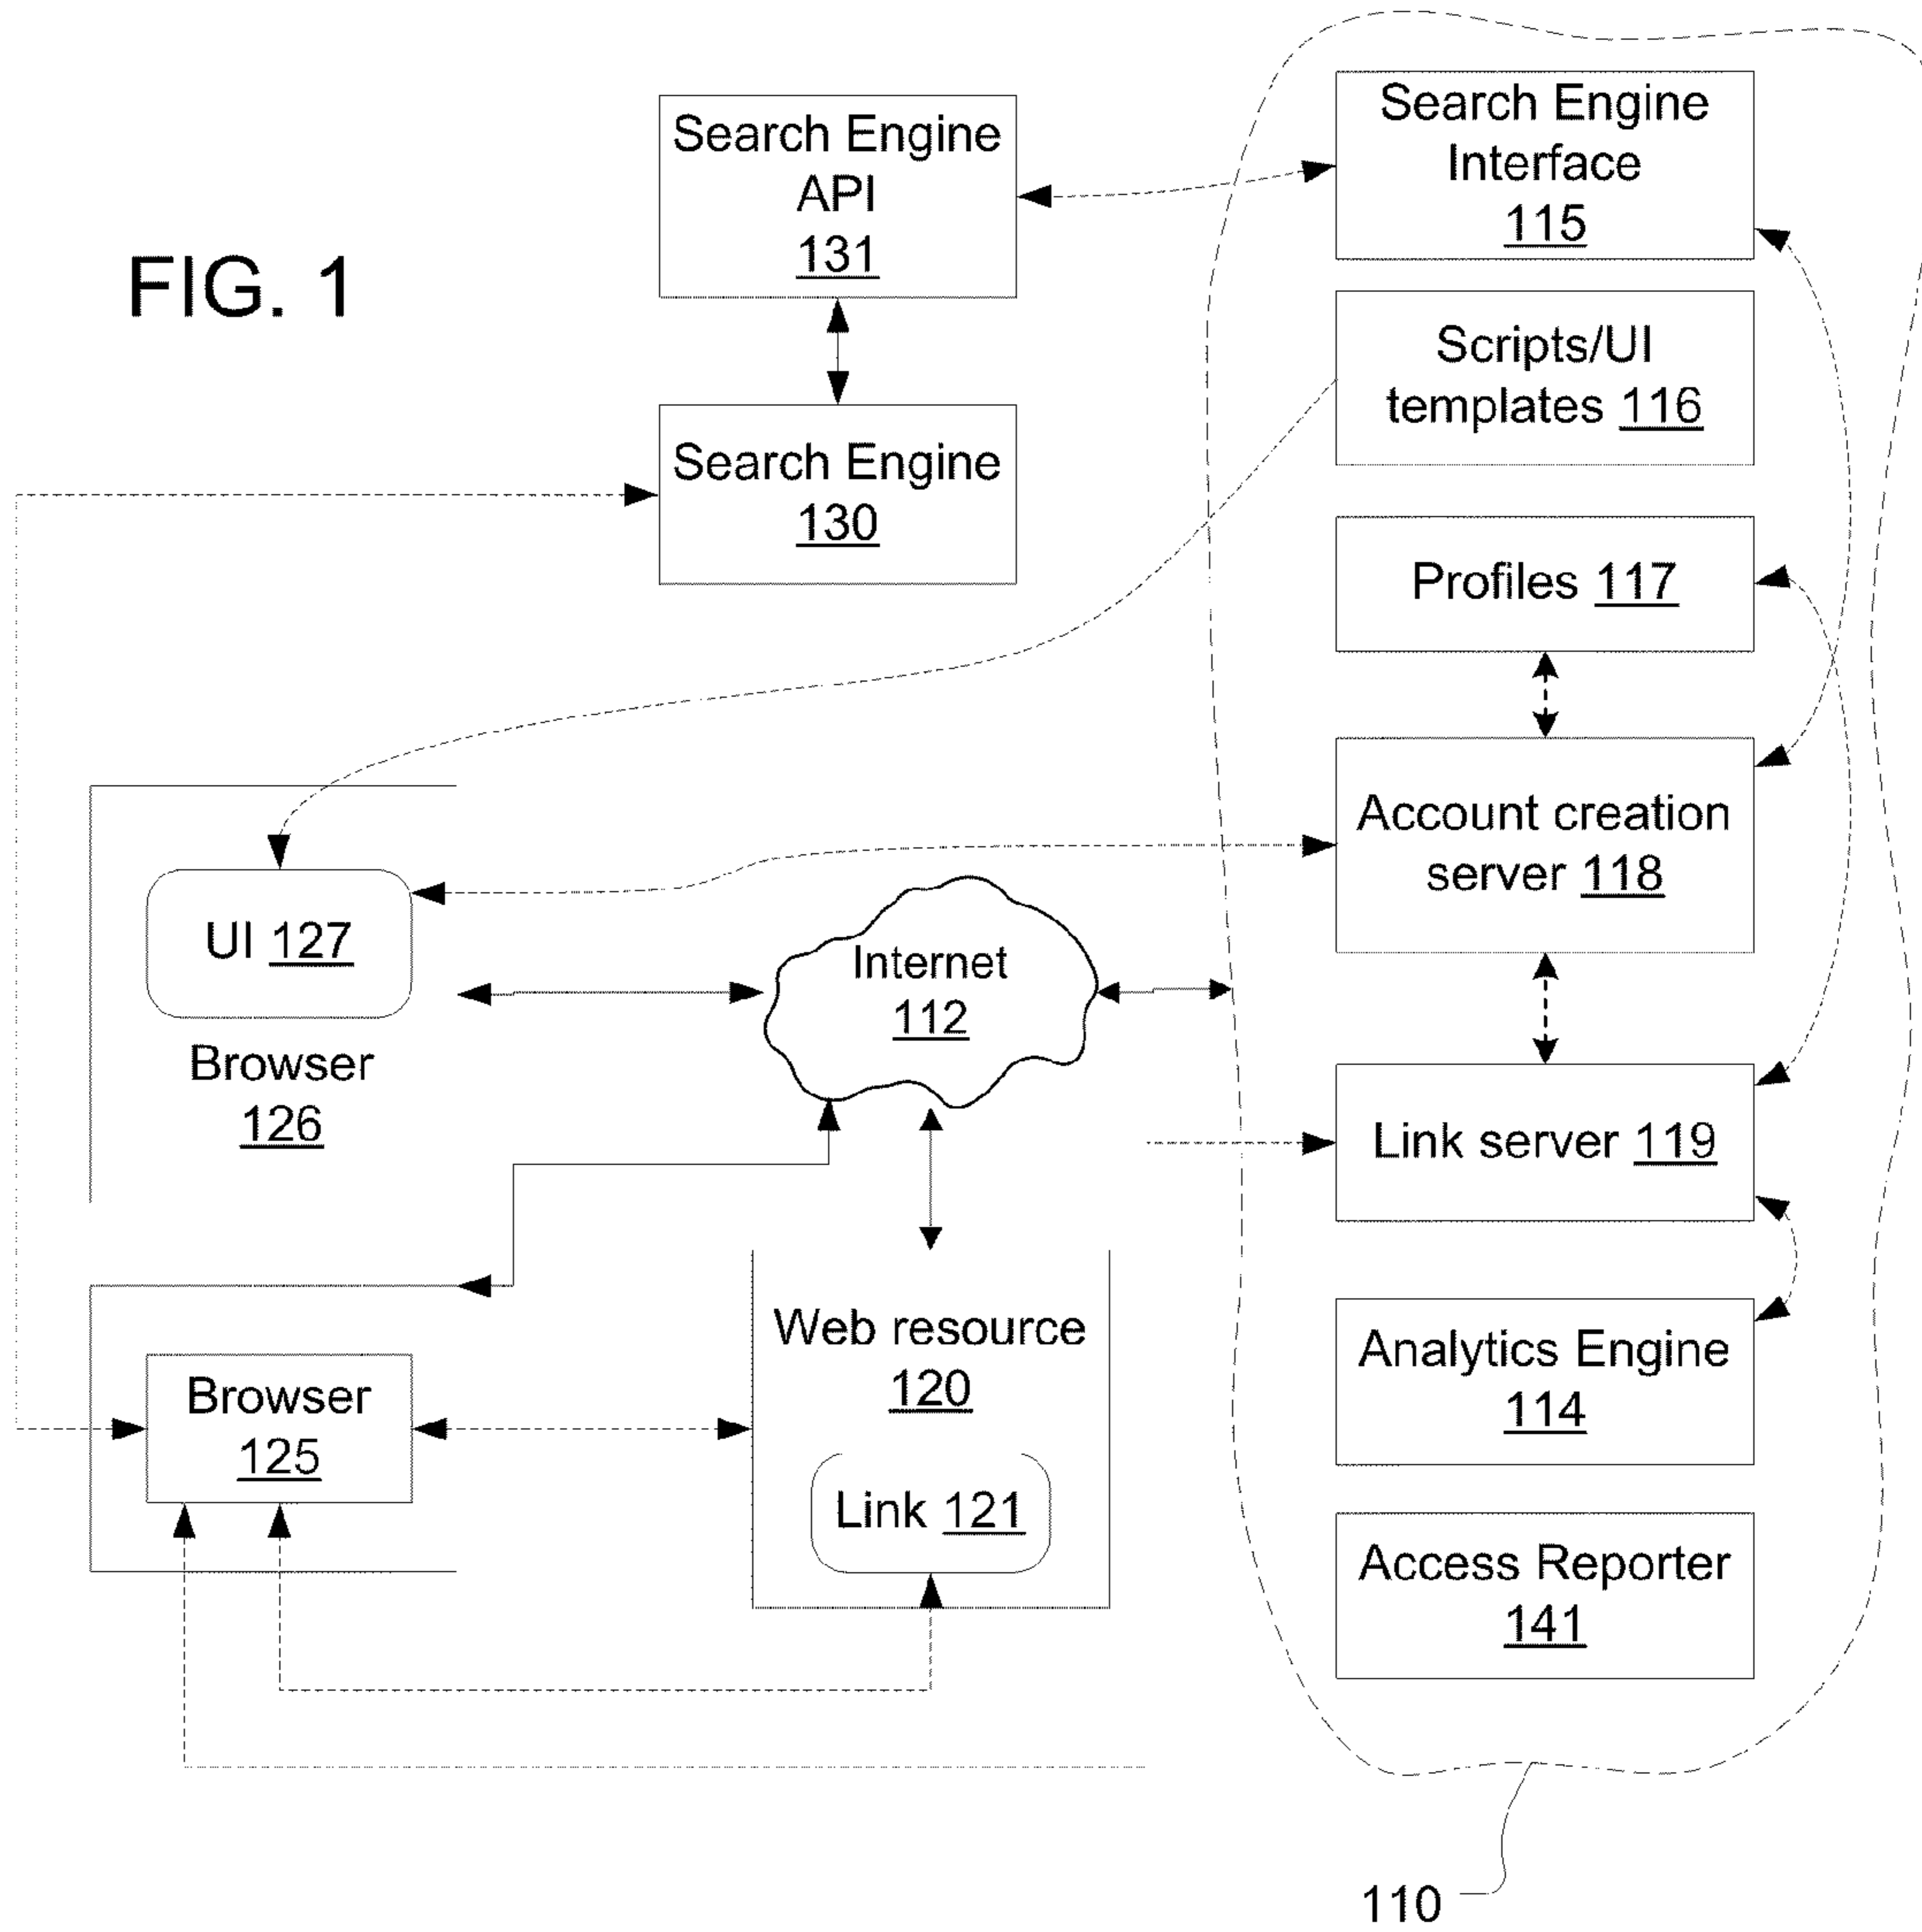 FIG. 1
Search Engine
API
131
Search Engine
130
Search Engine
Interface
115
Scripts/UI
templates 116
Profiles 117
Account creation
server 118
UI 127
Browser
126
Internet
112
Link server 119
Browser
125
Web resource
120
Link 121
Analytics Engine
114
Access Reporter
141
110